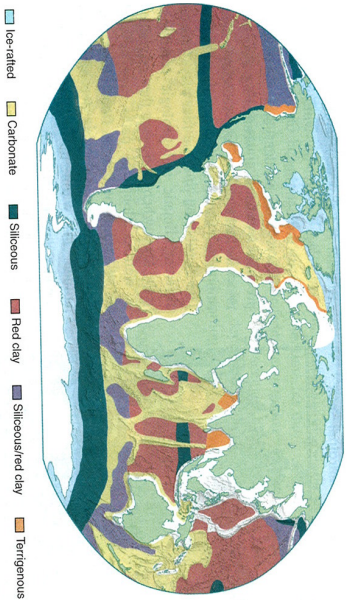 Ice-rafted
Carbonate
Siliceous
Red clay
Siliceous/red clay
Terrigenous